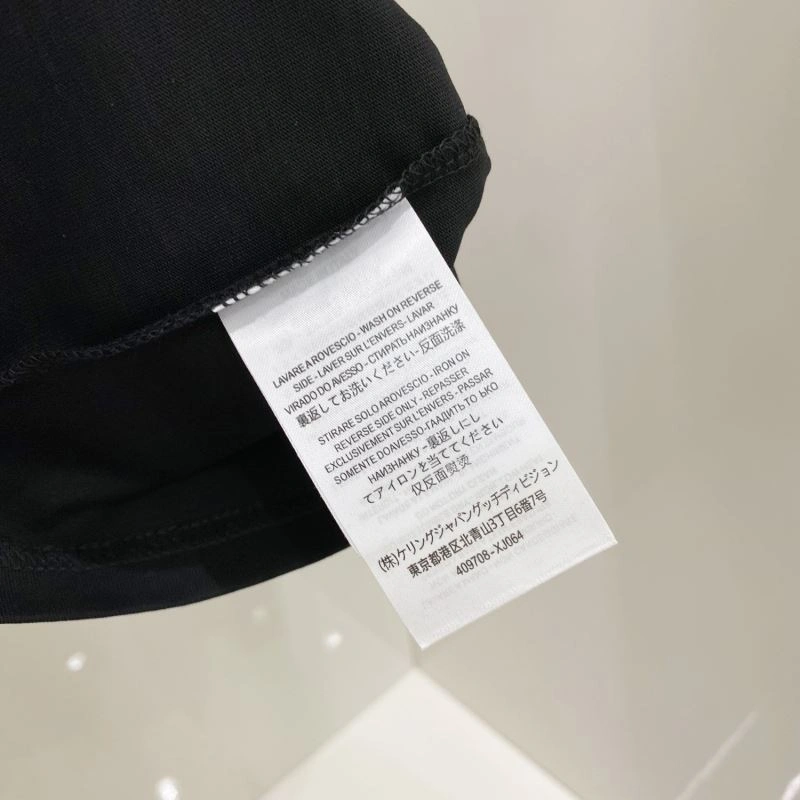 LAVARE A ROVESCIO - WASH ON REVERSE
SIDE - LAVER SUR L'ENVERS - LAVAR
VIRADO DO AVESSO - СТИРАТЬ НАИЗНАНКУ
裏返してお洗いください-反面洗涤
STIRARE SOLO AROVESCIO - IRON ON
REVERSE SIDE ONLY - REPASSER
EXCLUSIVEMENT SUR L'ENVERS - PASSAR
SOMENTE DO AVESSO - ГЛАДИТЬ ТО ЬКО
НАИЗНАНКУ - 裏返しにし
てアイロンを当ててください
仅反面熨烫
(株)ケリングジャパングッチディビジョン
東京都港区北青山3丁目6番7号
409708-XJ064